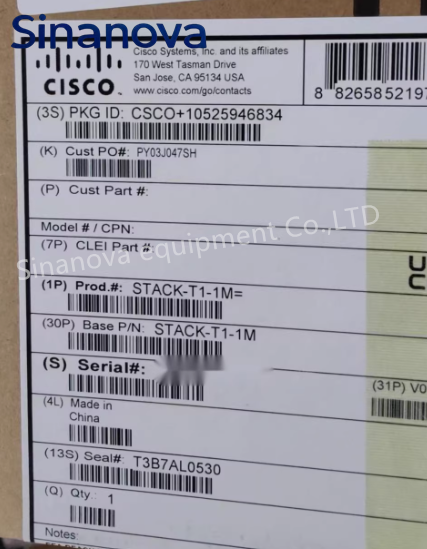 Sinanova
Cisco Systems, Inc. and its affiliates
170 West Tasman Drive
San Jose, CA 95134 USA
www.cisco.com/go/contacts
CISCO
8 8265852197
(3S) PKG ID: CSCO+10525946834
(K) Cust PO#: PY03J047SH
(P) Cust Part #:
Model # / CPN:
(7P) CLEI Part #:
Sinanova equipment Co.,LTD
(1P) Prod.#: STACK-T1-1M=
(30P) Base P/N: STACK-T1-1M
(S) Serial#:
(31P) V0
(4L) Made in
China
(13S) Seal#: T3B7AL0530
(Q) Qty.: 1
Notes: